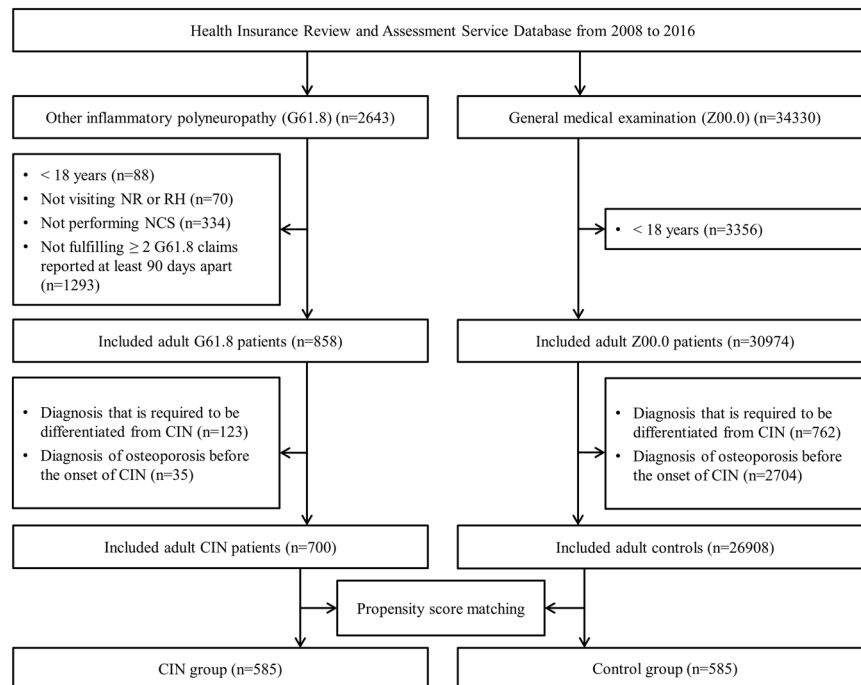 Health Insurance Review and Assessment Service Database from 2008 to 2016
Other inflammatory polyneuropathy (G61.8) (n=2643)
General medical examination (Z00.0) (n=34330)
• < 18 years (n=88)
• Not visiting NR or RH (n=70)
• Not performing NCS (n=334)
• Not fulfilling ≥ 2 G61.8 claims
reported at least 90 days apart
(n=1293)
• < 18 years (n=3356)
Included adult G61.8 patients (n=858)
Included adult Z00.0 patients (n=30974)
• Diagnosis that is required to be
differentiated from CIN (n=123)
• Diagnosis of osteoporosis before
the onset of CIN (n=35)
• Diagnosis that is required to be
differentiated from CIN (n=762)
• Diagnosis of osteoporosis before
the onset of CIN (n=2704)
Included adult CIN patients (n=700)
Included adult controls (n=26908)
Propensity score matching
CIN group (n=585)
Control group (n=585)